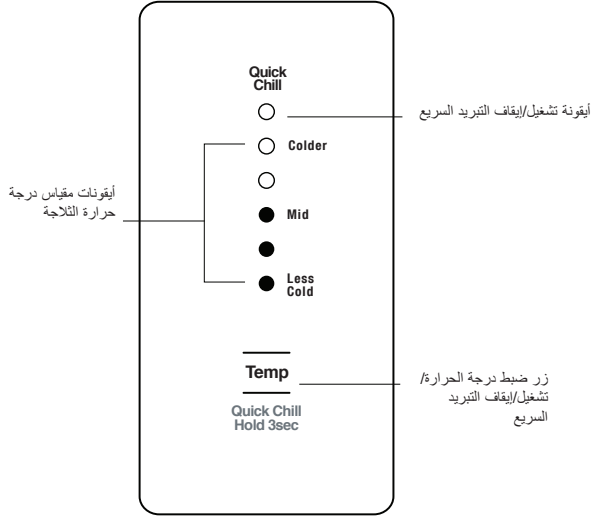 Quick
Chill
أيقونة تشغيل/إيقاف التبريد السريع
Colder
أيقونات مقياس درجة
حرارة الثلاجة
Mid
Less
Cold
Temp
زر ضبط درجة الحرارة/
تشغيل/إيقاف التبريد
السريع
Quick Chill
Hold 3sec